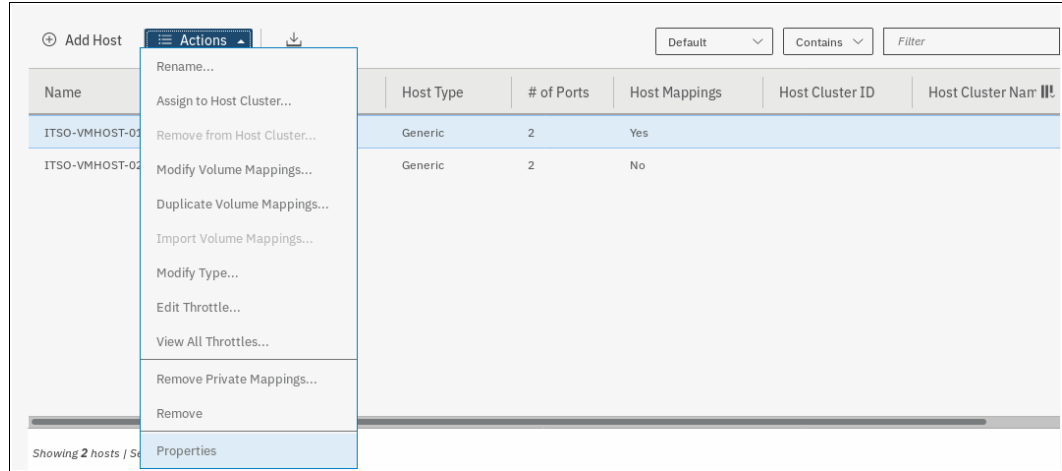 Add Host Actions Default Contains Filter
Name Host Type # of Ports Host Mappings Host Cluster ID Host Cluster Nam
ITSO-VMHOST-01 Generic 2 Yes
ITSO-VMHOST-02 Generic 2 No
Rename...
Assign to Host Cluster...
Remove from Host Cluster...
Modify Volume Mappings...
Duplicate Volume Mappings...
Import Volume Mappings...
Modify Type...
Edit Throttle...
View All Throttles...
Remove Private Mappings...
Remove
Properties
Showing 2 hosts | Se